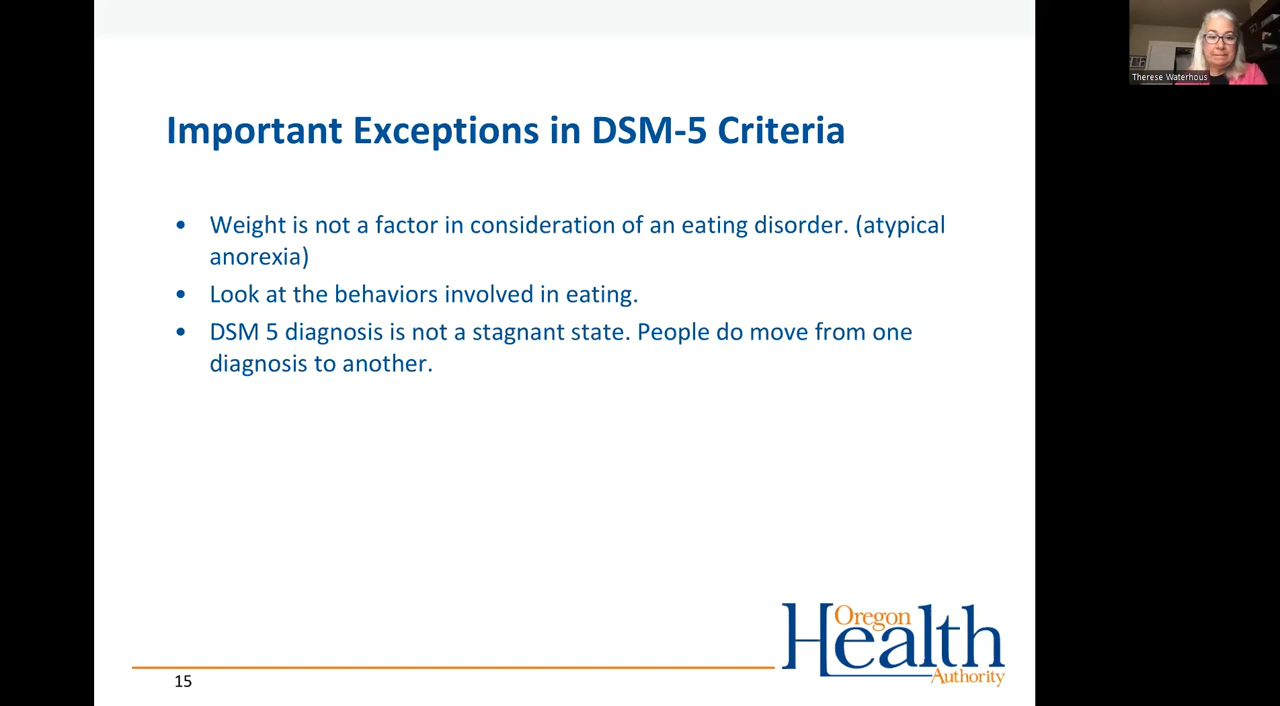 Therese Waterhous
Important Exceptions in DSM-5 Criteria
• Weight is not a factor in consideration of an eating disorder. (atypical
anorexia)
• Look at the behaviors involved in eating.
• DSM 5 diagnosis is not a stagnant state. People do move from one
diagnosis to another.
Oregon
Health
Authority
15